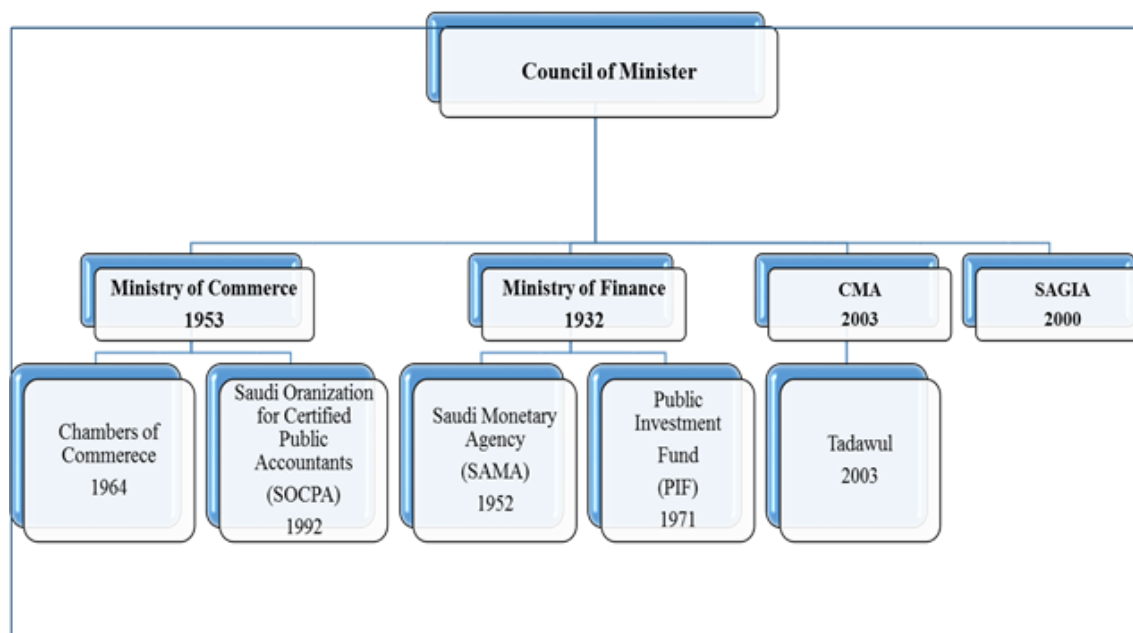 Council of Minister
Ministry of Commerce
1953
Ministry of Finance
1932
CMA
2003
SAGIA
2000
Chambers of
Commerece
1964
Saudi Oranization
for Certified
Public
Accountants
(SOCPA)
1992
Saudi Monetary
Agency
(SAMA)
1952
Public
Investment
Fund
(PIF)
1971
Tadawul
2003